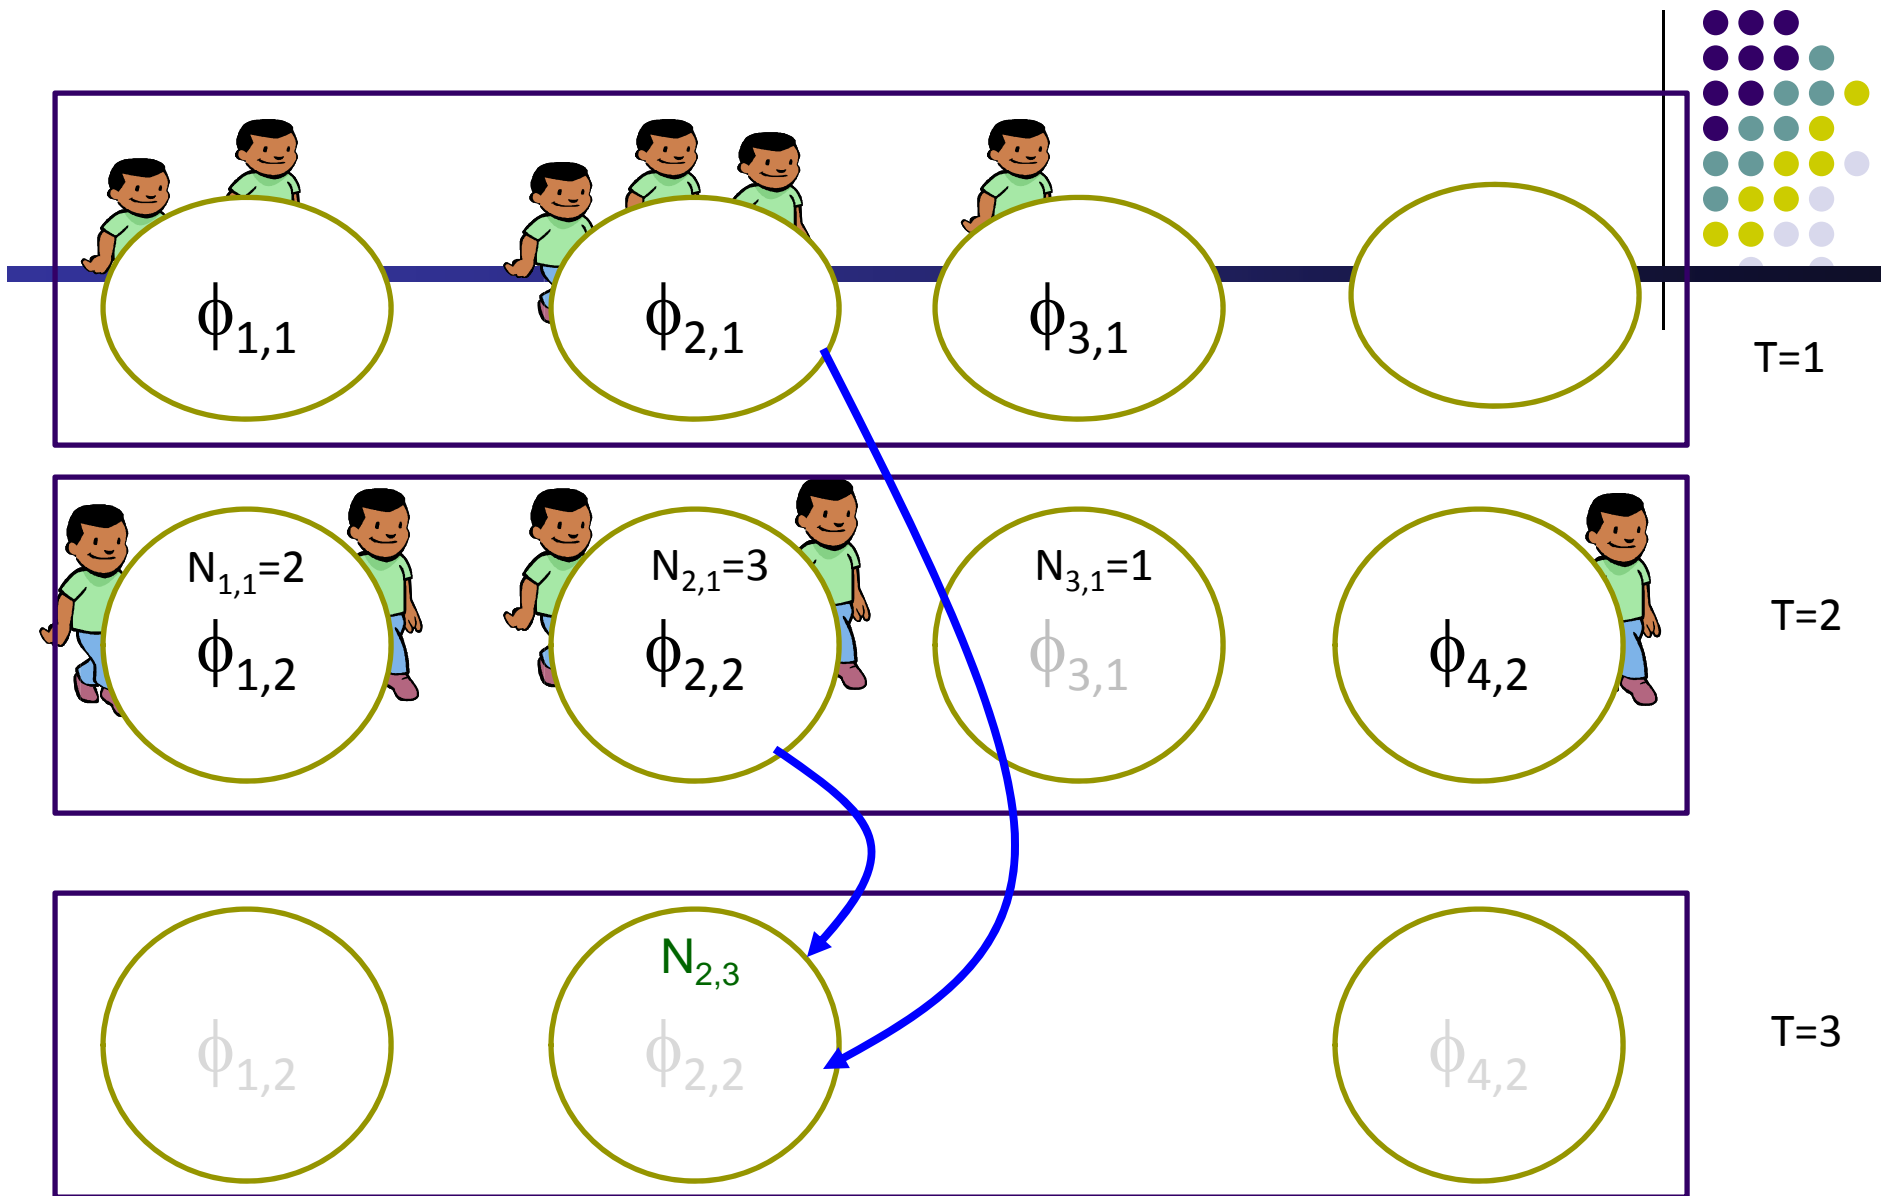 ϕ1,1 ϕ2,1 ϕ3,1
T=1
N1,1=2 N2,1=3 N3,1=1
T=2
ϕ1,2 ϕ2,2 ϕ3,1 ϕ4,2
N2,3
T=3
ϕ1,2 ϕ2,2 ϕ4,2